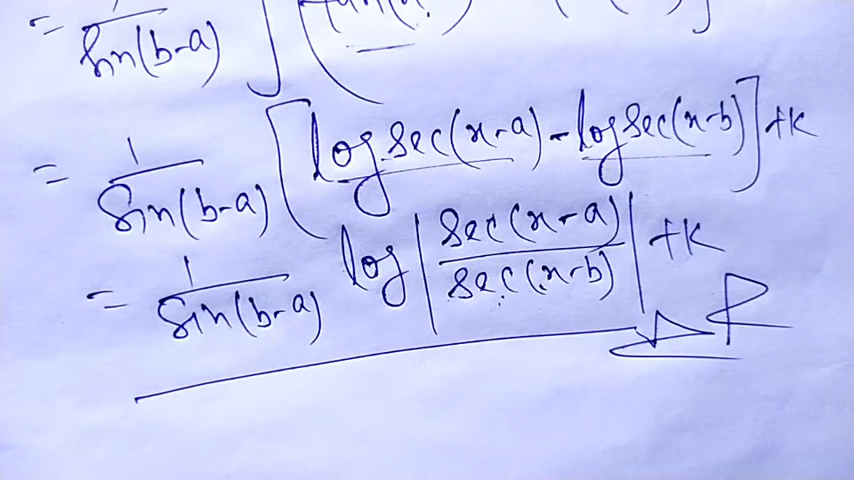 = 1/Sin(b-a) ∫
= 1/Sin(b-a) [log sec(x-a) - log sec(x-b)] + K
= 1/Sin(b-a) log |sec(x-a)/sec(x-b)| + K